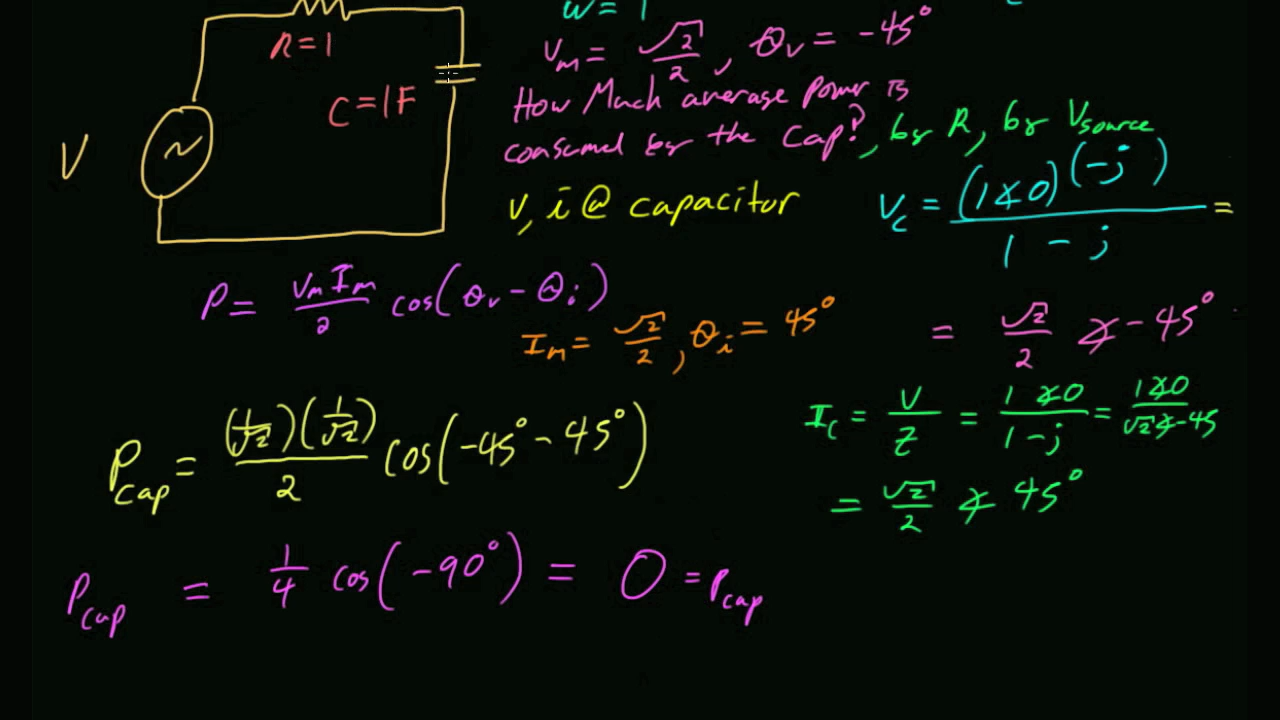 ω = 1
R=1
Vm = √2/2, θv = -45°
C=1F
How Much average Power is
consumed by the Cap?, by R, by Vsource
V
v, i @ capacitor
Vc = (1∡0)(-j) / 1 - j =
P = VmIm/2 cos(θv - θi)
Im = √2/2, θi = 45°
= √2/2 ∡-45°
Ic = V/Z = 1∡0/1-j = 1∡0/√2∡-45
Pcap = (1/√2)(1/√2)/2 cos(-45° - 45°)
= √2/2 ∡ 45°
Pcap = 1/4 cos(-90°) = 0 = Pcap